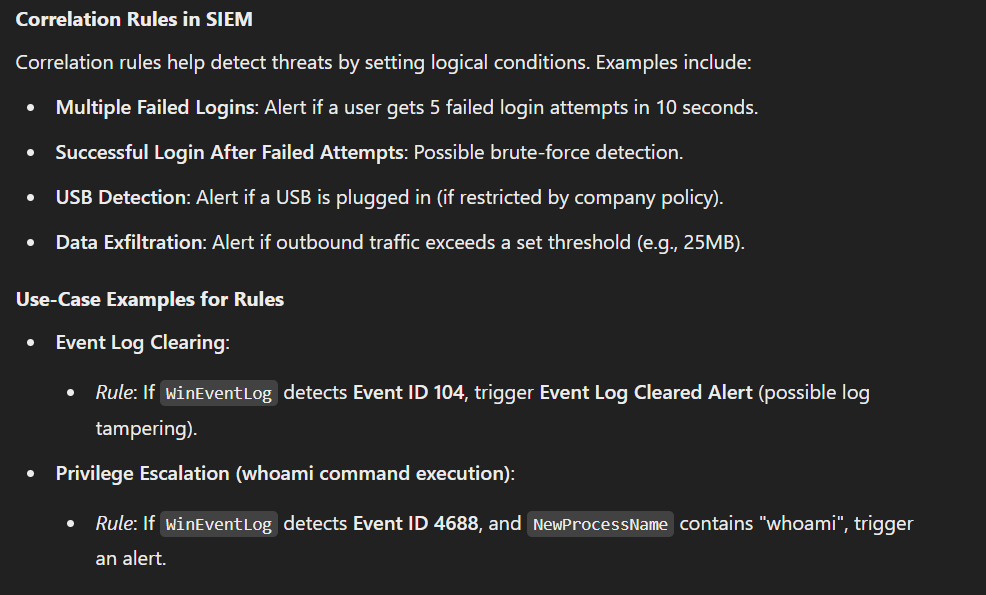 Correlation Rules in SIEM
Correlation rules help detect threats by setting logical conditions. Examples include:
• Multiple Failed Logins: Alert if a user gets 5 failed login attempts in 10 seconds.
• Successful Login After Failed Attempts: Possible brute-force detection.
• USB Detection: Alert if a USB is plugged in (if restricted by company policy).
• Data Exfiltration: Alert if outbound traffic exceeds a set threshold (e.g., 25MB).
Use-Case Examples for Rules
• Event Log Clearing:
• Rule: If WinEventLog detects Event ID 104, trigger Event Log Cleared Alert (possible log
tampering).
• Privilege Escalation (whoami command execution):
• Rule: If WinEventLog detects Event ID 4688, and NewProcessName contains "whoami", trigger
an alert.